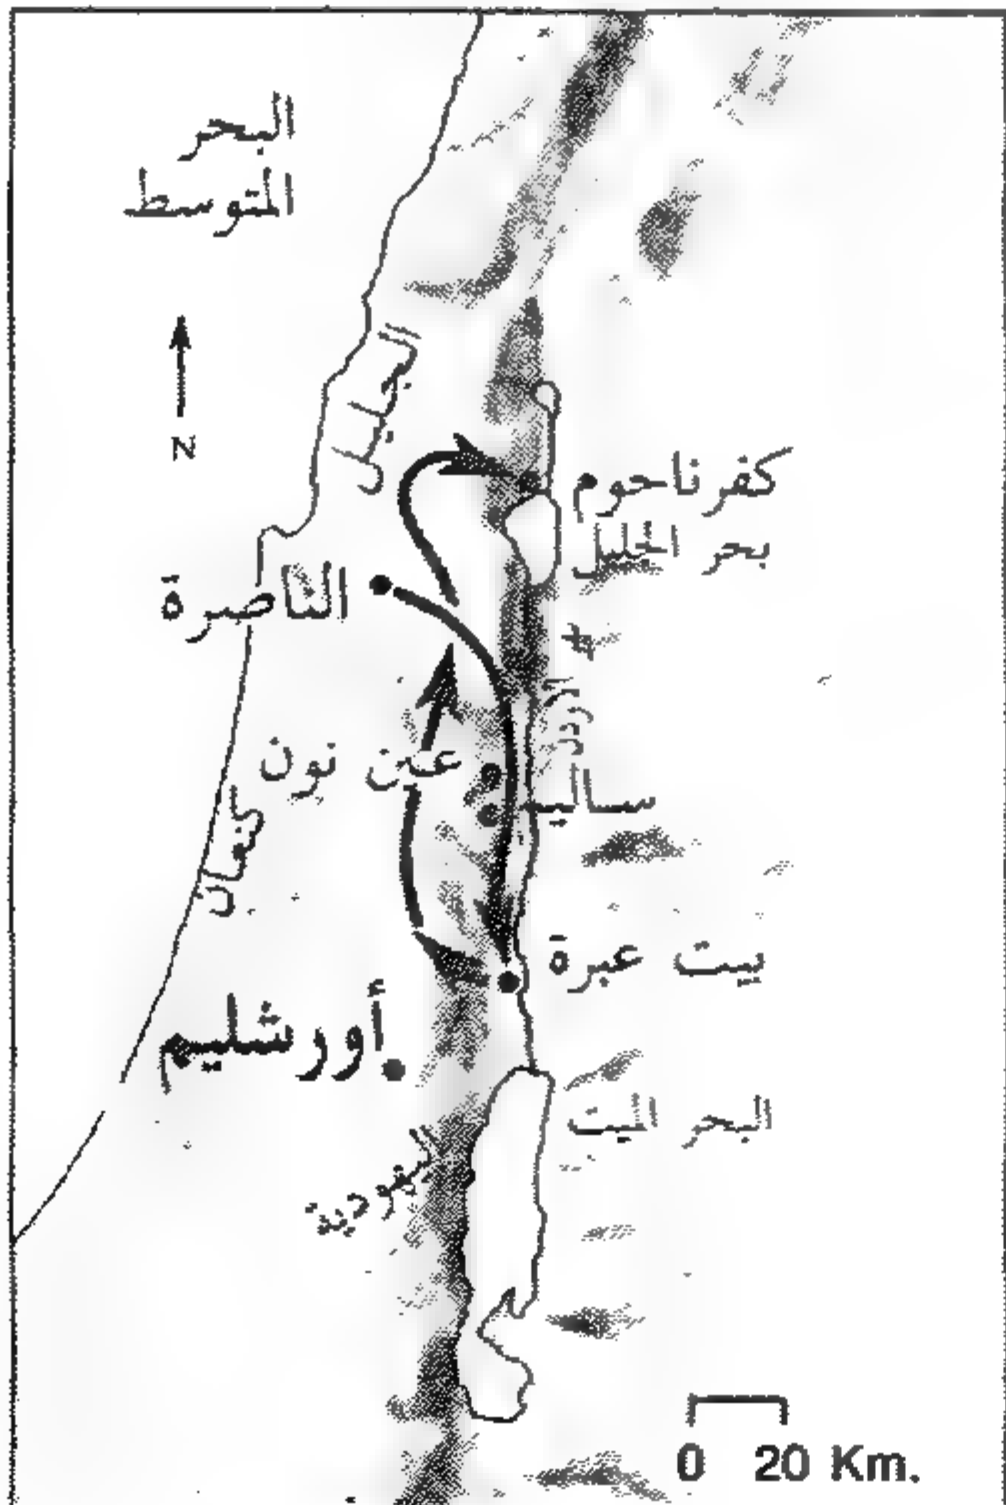 البحر
المتوسط
الجليل
N
كفرناحوم
بحر الجليل
الناصرة
عين نون
ساليم
كنعان
بيت عبرة
أورشليم
البحر الميت
اليهودية
0 20 Km.